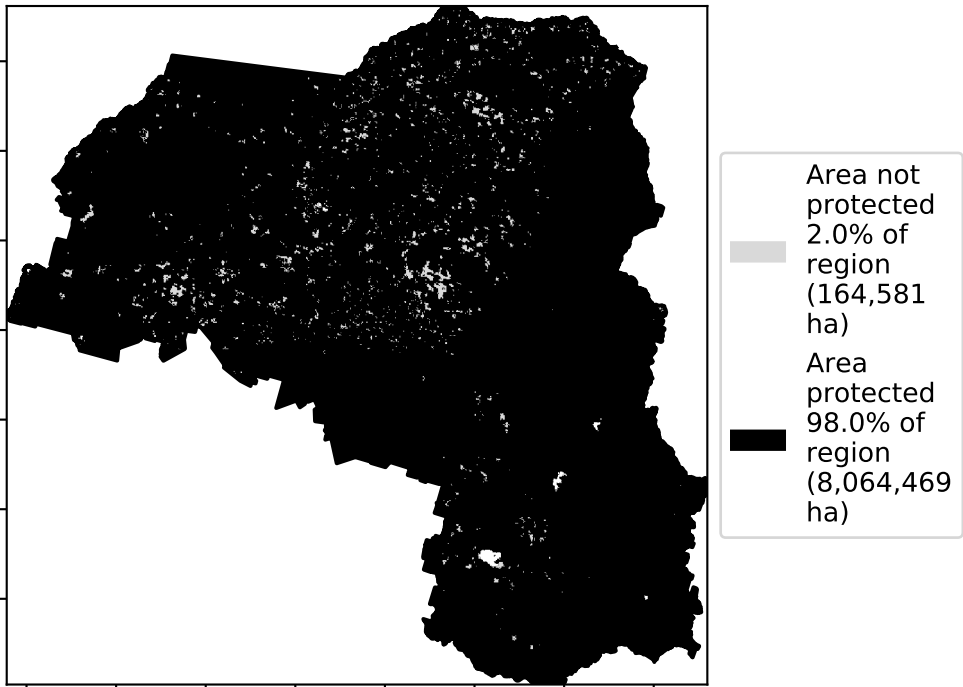 Area not
protected
2.0% of
region
(164,581
ha)
Area
protected
98.0% of
region
(8,064,469
ha)